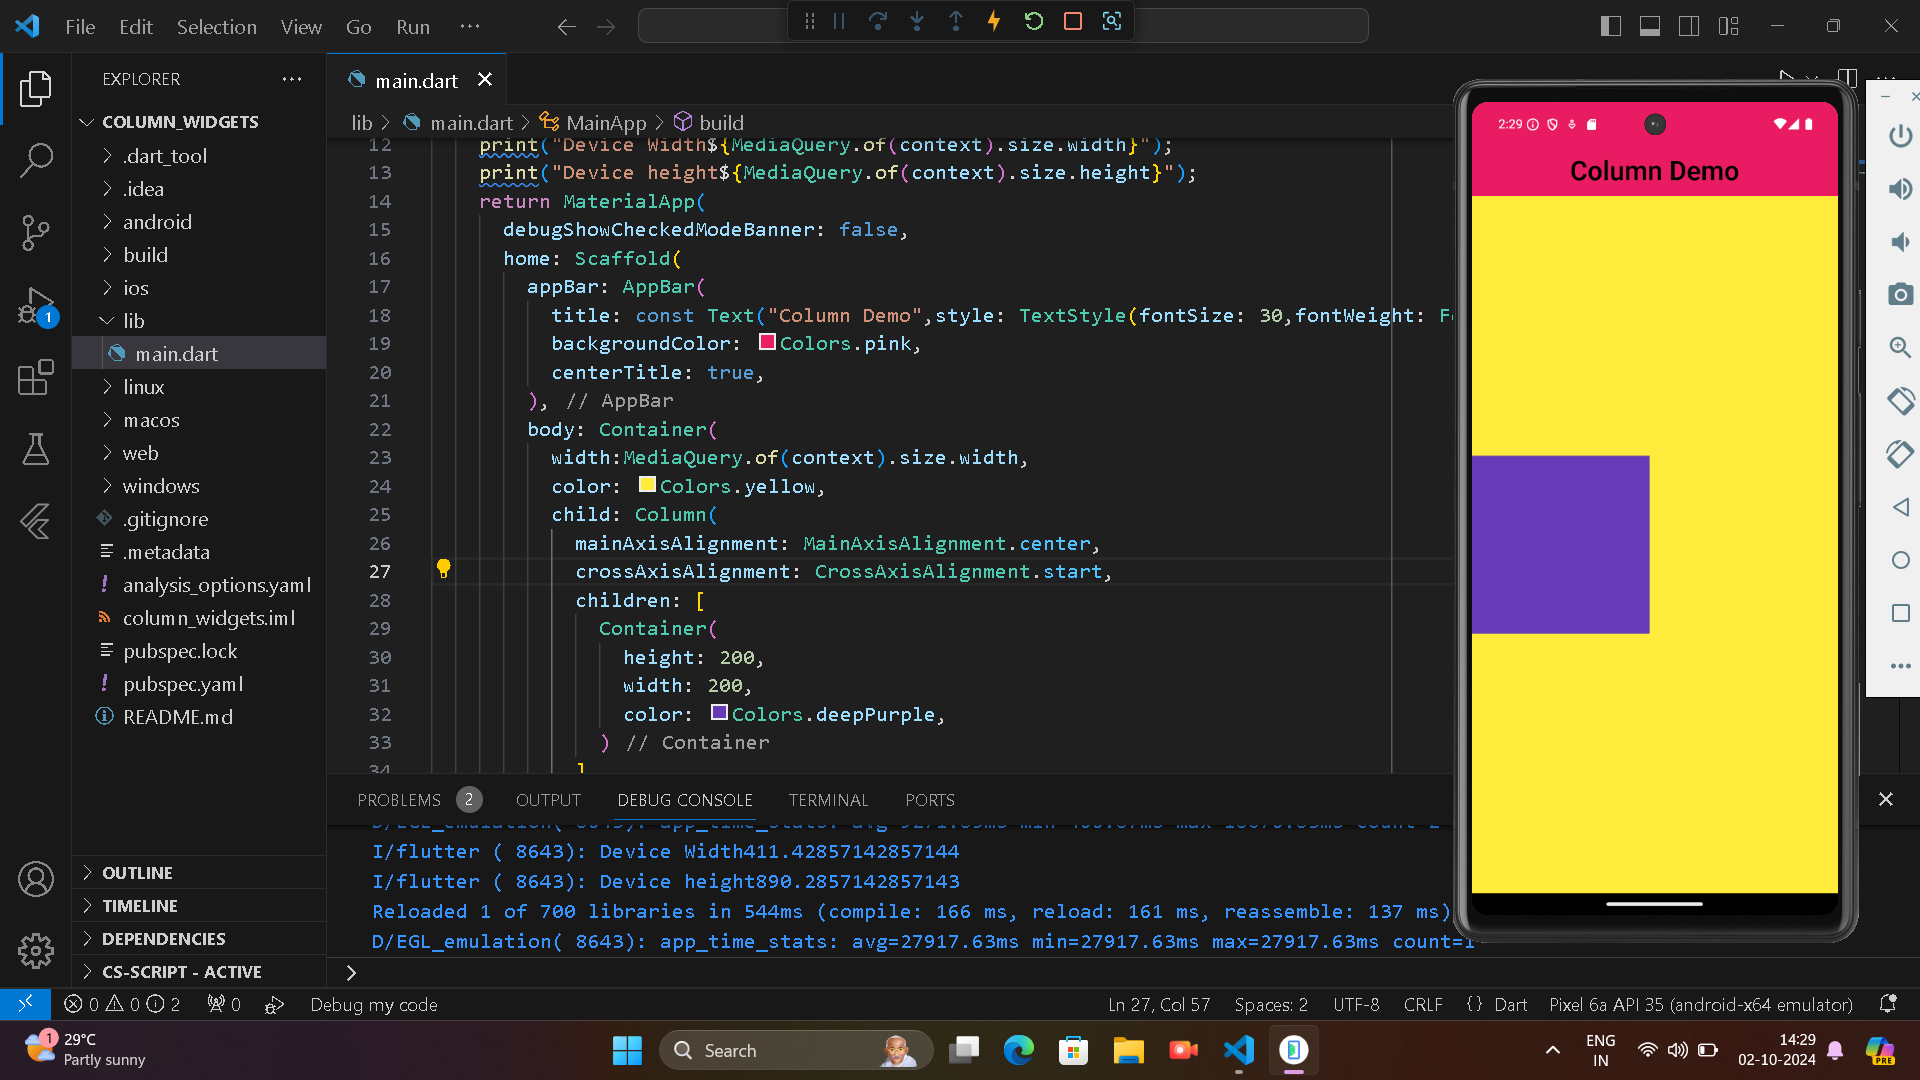 File Edit Selection View Go Run ···
EXPLORER ···
main.dart
COLUMN_WIDGETS
.dart_tool
.idea
android
build
ios
lib
main.dart
linux
macos
web
windows
.gitignore
.metadata
! analysis_options.yaml
column_widgets.iml
pubspec.lock
! pubspec.yaml
README.md
OUTLINE
TIMELINE
DEPENDENCIES
CS-SCRIPT - ACTIVE
1
lib > main.dart > MainApp > build
12 print("Device Width${MediaQuery.of(context).size.width}");
13 print("Device height${MediaQuery.of(context).size.height}");
14 return MaterialApp(
15 debugShowCheckedModeBanner: false,
16 home: Scaffold(
17 appBar: AppBar(
18 title: const Text("Column Demo",style: TextStyle(fontSize: 30,fontWeight: F
19 backgroundColor: Colors.pink,
20 centerTitle: true,
21 ), // AppBar
22 body: Container(
23 width:MediaQuery.of(context).size.width,
24 color: Colors.yellow,
25 child: Column(
26 mainAxisAlignment: MainAxisAlignment.center,
27 crossAxisAlignment: CrossAxisAlignment.start,
28 children: [
29 Container(
30 height: 200,
31 width: 200,
32 color: Colors.deepPurple,
33 ) // Container
34 ]
2:29
Column Demo
PROBLEMS 2 OUTPUT DEBUG CONSOLE TERMINAL PORTS
I/flutter ( 8643): Device Width411.42857142857144
I/flutter ( 8643): Device height890.2857142857143
Reloaded 1 of 700 libraries in 544ms (compile: 166 ms, reload: 161 ms, reassemble: 137 ms)
D/EGL_emulation( 8643): app_time_stats: avg=27917.63ms min=27917.63ms max=27917.63ms count=1
>
0 0 2 0 Debug my code Ln 27, Col 57 Spaces: 2 UTF-8 CRLF {} Dart Pixel 6a API 35 (android-x64 emulator)
1 29°C
Partly sunny
Search
ENG
IN
14:29
02-10-2024
PRE